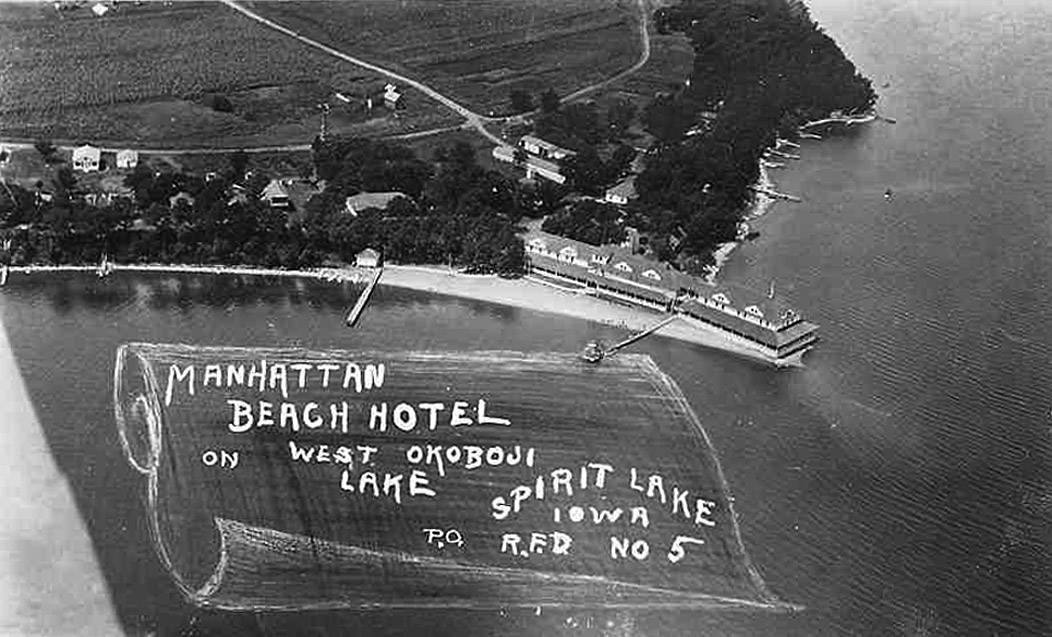 MANHATTAN
BEACH HOTEL
ON WEST OKOBOJI
LAKE
SPIRIT LAKE
IOWA
P.O. R.F.D NO 5